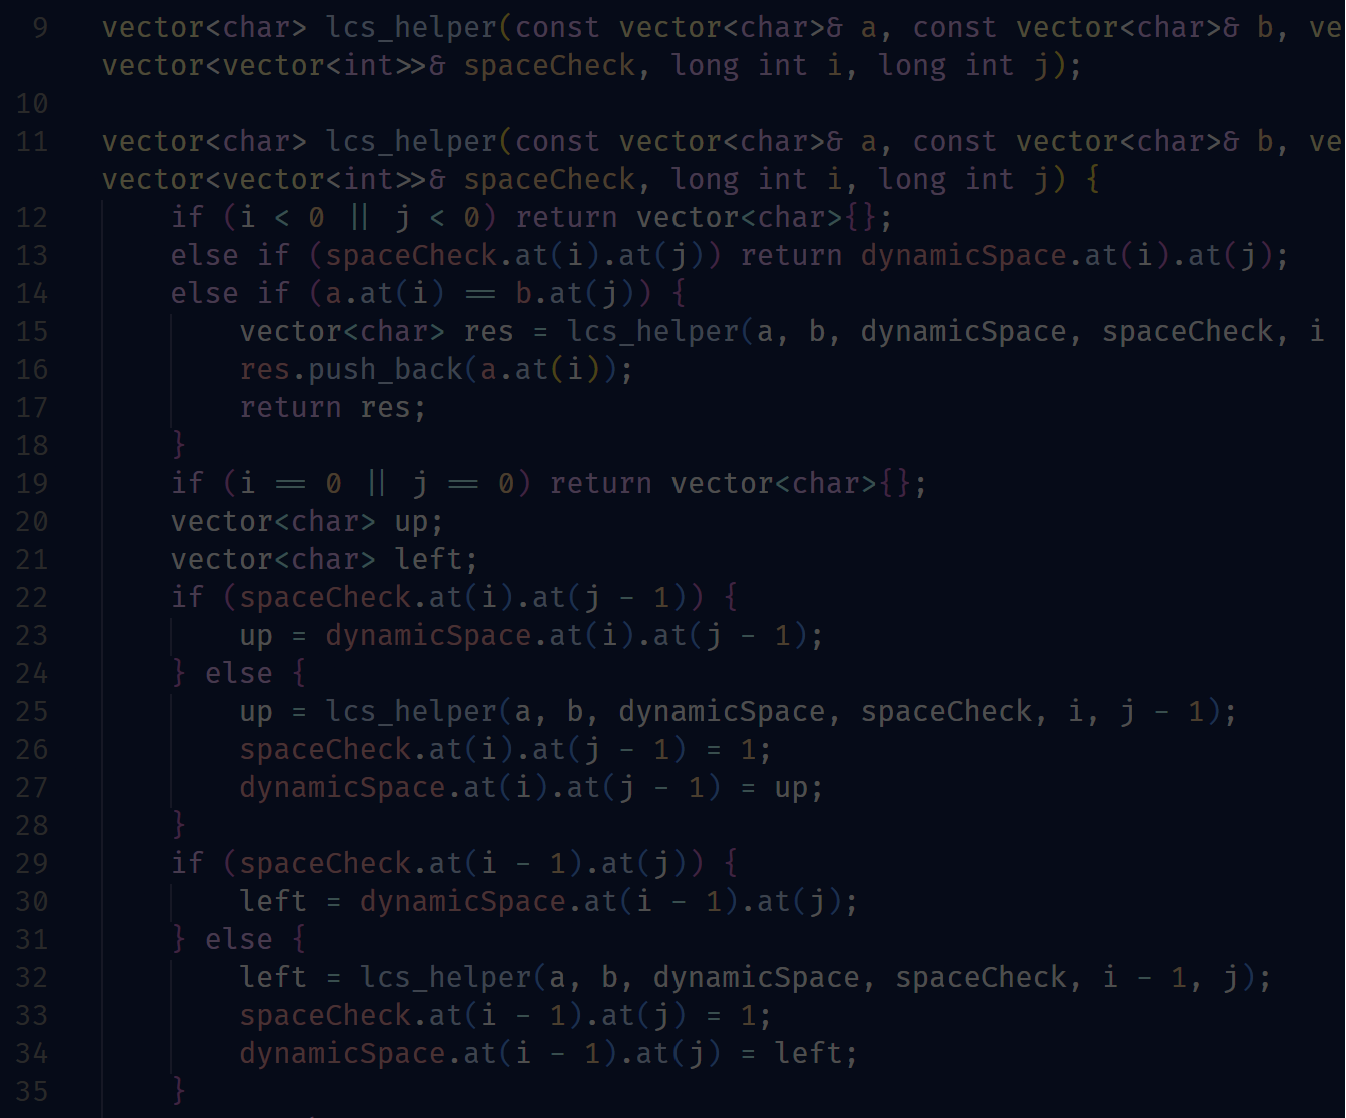 9 vector<char> lcs_helper(const vector<char>& a, const vector<char>& b, ve
vector<vector<int>>& spaceCheck, long int i, long int j);
10
11 vector<char> lcs_helper(const vector<char>& a, const vector<char>& b, ve
vector<vector<int>>& spaceCheck, long int i, long int j) {
12 if (i < 0 || j < 0) return vector<char>{};
13 else if (spaceCheck.at(i).at(j)) return dynamicSpace.at(i).at(j);
14 else if (a.at(i) == b.at(j)) {
15 vector<char> res = lcs_helper(a, b, dynamicSpace, spaceCheck, i
16 res.push_back(a.at(i));
17 return res;
18 }
19 if (i == 0 || j == 0) return vector<char>{};
20 vector<char> up;
21 vector<char> left;
22 if (spaceCheck.at(i).at(j - 1)) {
23 up = dynamicSpace.at(i).at(j - 1);
24 } else {
25 up = lcs_helper(a, b, dynamicSpace, spaceCheck, i, j - 1);
26 spaceCheck.at(i).at(j - 1) = 1;
27 dynamicSpace.at(i).at(j - 1) = up;
28 }
29 if (spaceCheck.at(i - 1).at(j)) {
30 left = dynamicSpace.at(i - 1).at(j);
31 } else {
32 left = lcs_helper(a, b, dynamicSpace, spaceCheck, i - 1, j);
33 spaceCheck.at(i - 1).at(j) = 1;
34 dynamicSpace.at(i - 1).at(j) = left;
35 }